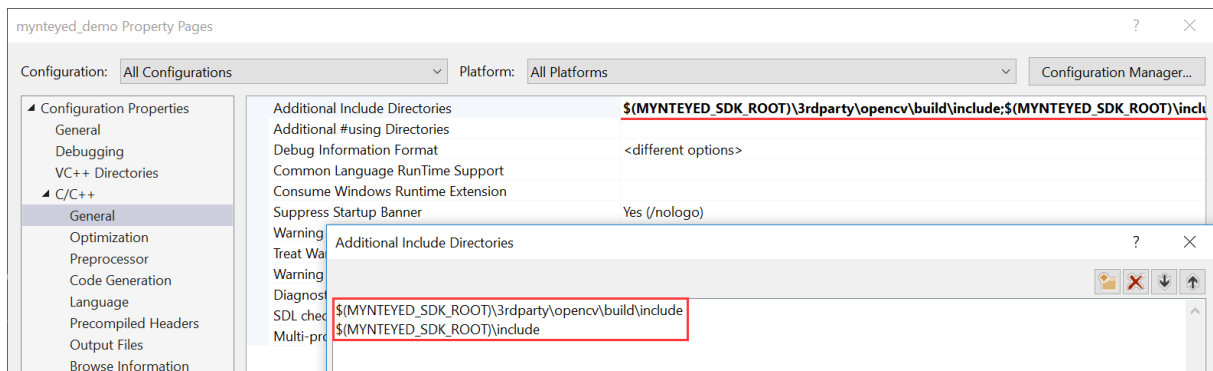 mynteyed_demo Property Pages ?
Configuration: All Configurations Platform: All Platforms Configuration Manager...
Configuration Properties
General
Debugging
VC++ Directories
C/C++
General
Optimization
Preprocessor
Code Generation
Language
Precompiled Headers
Output Files
Browse Information
Additional Include Directories $(MYNTEYED_SDK_ROOT)\3rdparty\opencv\build\include;$(MYNTEYED_SDK_ROOT)\inclu
Additional #using Directories
Debug Information Format <different options>
Common Language RunTime Support
Consume Windows Runtime Extension
Suppress Startup Banner Yes (/nologo)
Warning
Treat Wa
Warning
Diagnost
SDL chec
Multi-pro
Additional Include Directories ?
$(MYNTEYED_SDK_ROOT)\3rdparty\opencv\build\include
$(MYNTEYED_SDK_ROOT)\include